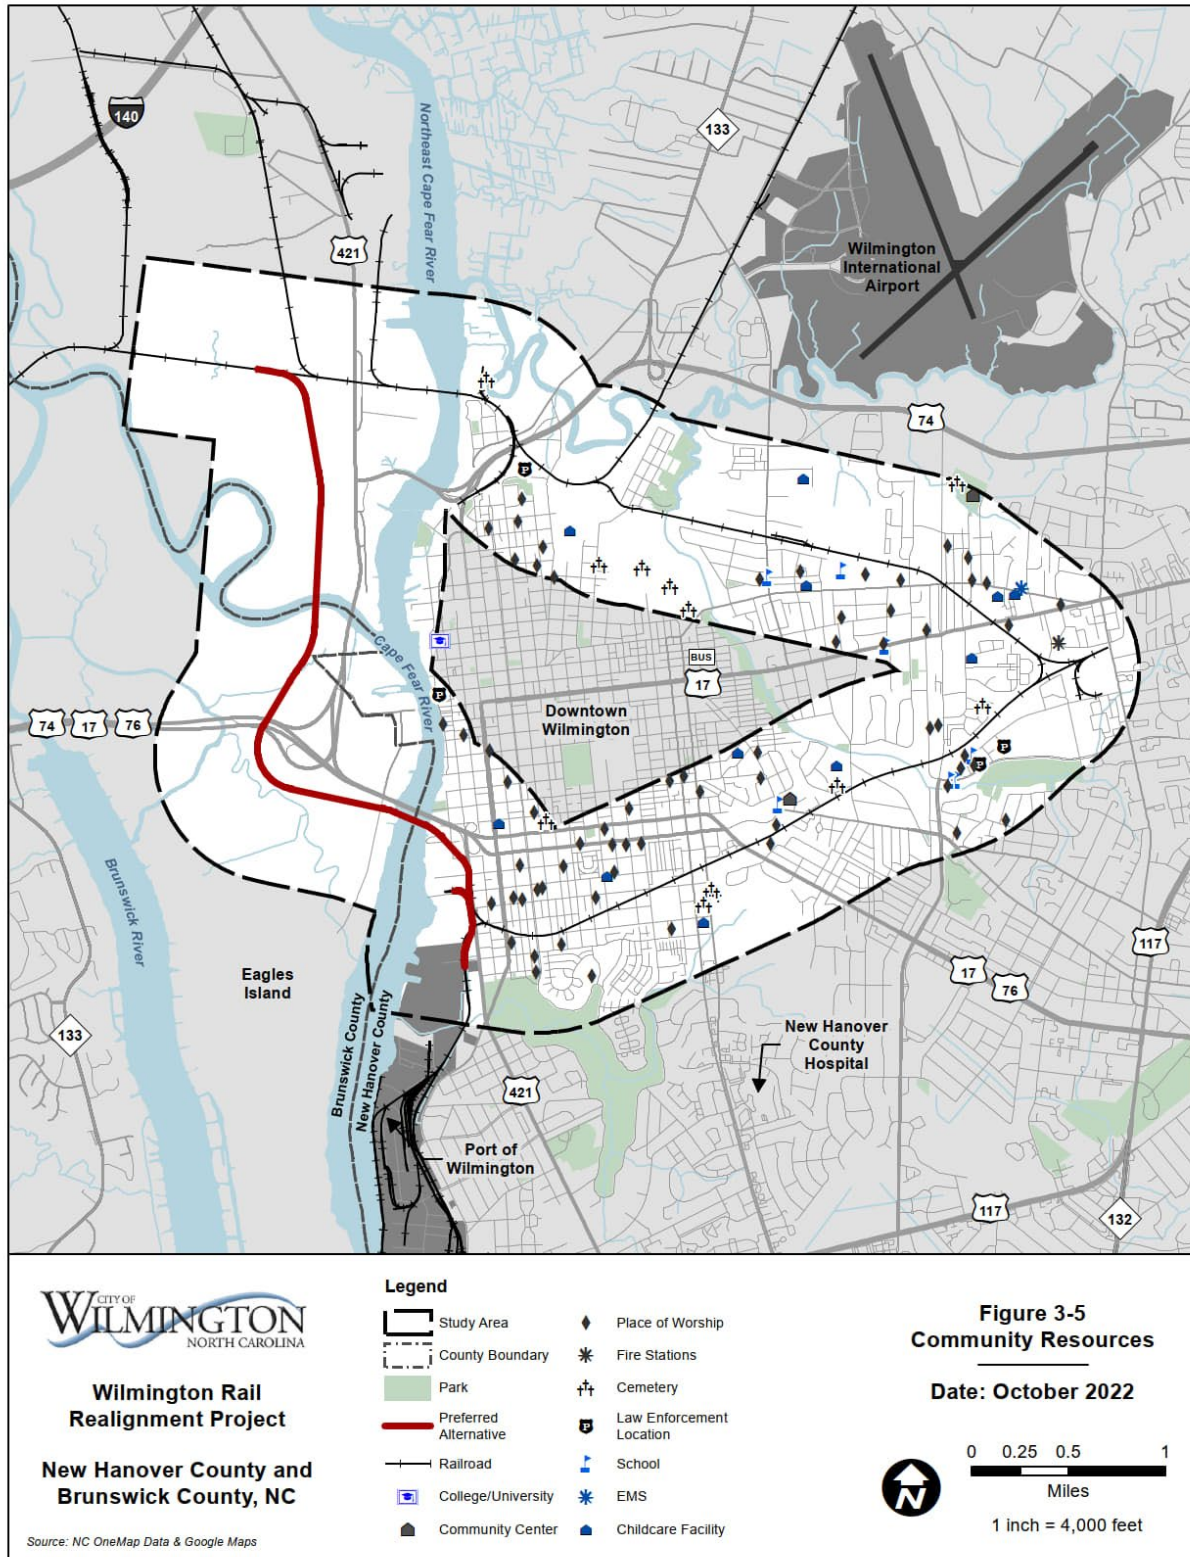 140
133
Northeast Cape Fear River
421
Wilmington
International
Airport
74
P
Cape Fear River
BUS
17
74
17
76
P
Downtown
Wilmington
P
P
Brunswick River
117
17
76
Eagles
Island
133
Brunswick County
New Hanover County
New Hanover
County
Hospital
421
Port of
Wilmington
117
132
CITY OF
WILMINGTON
NORTH CAROLINA
Wilmington Rail
Realignment Project
New Hanover County and
Brunswick County, NC
Source: NC OneMap Data & Google Maps
Legend
Study Area
County Boundary
Park
Preferred
Alternative
Railroad
College/University
Community Center
Place of Worship
Fire Stations
Cemetery
P
Law Enforcement
Location
School
EMS
Childcare Facility
Figure 3-5
Community Resources
Date: October 2022
N
0 0.25 0.5 1
Miles
1 inch = 4,000 feet